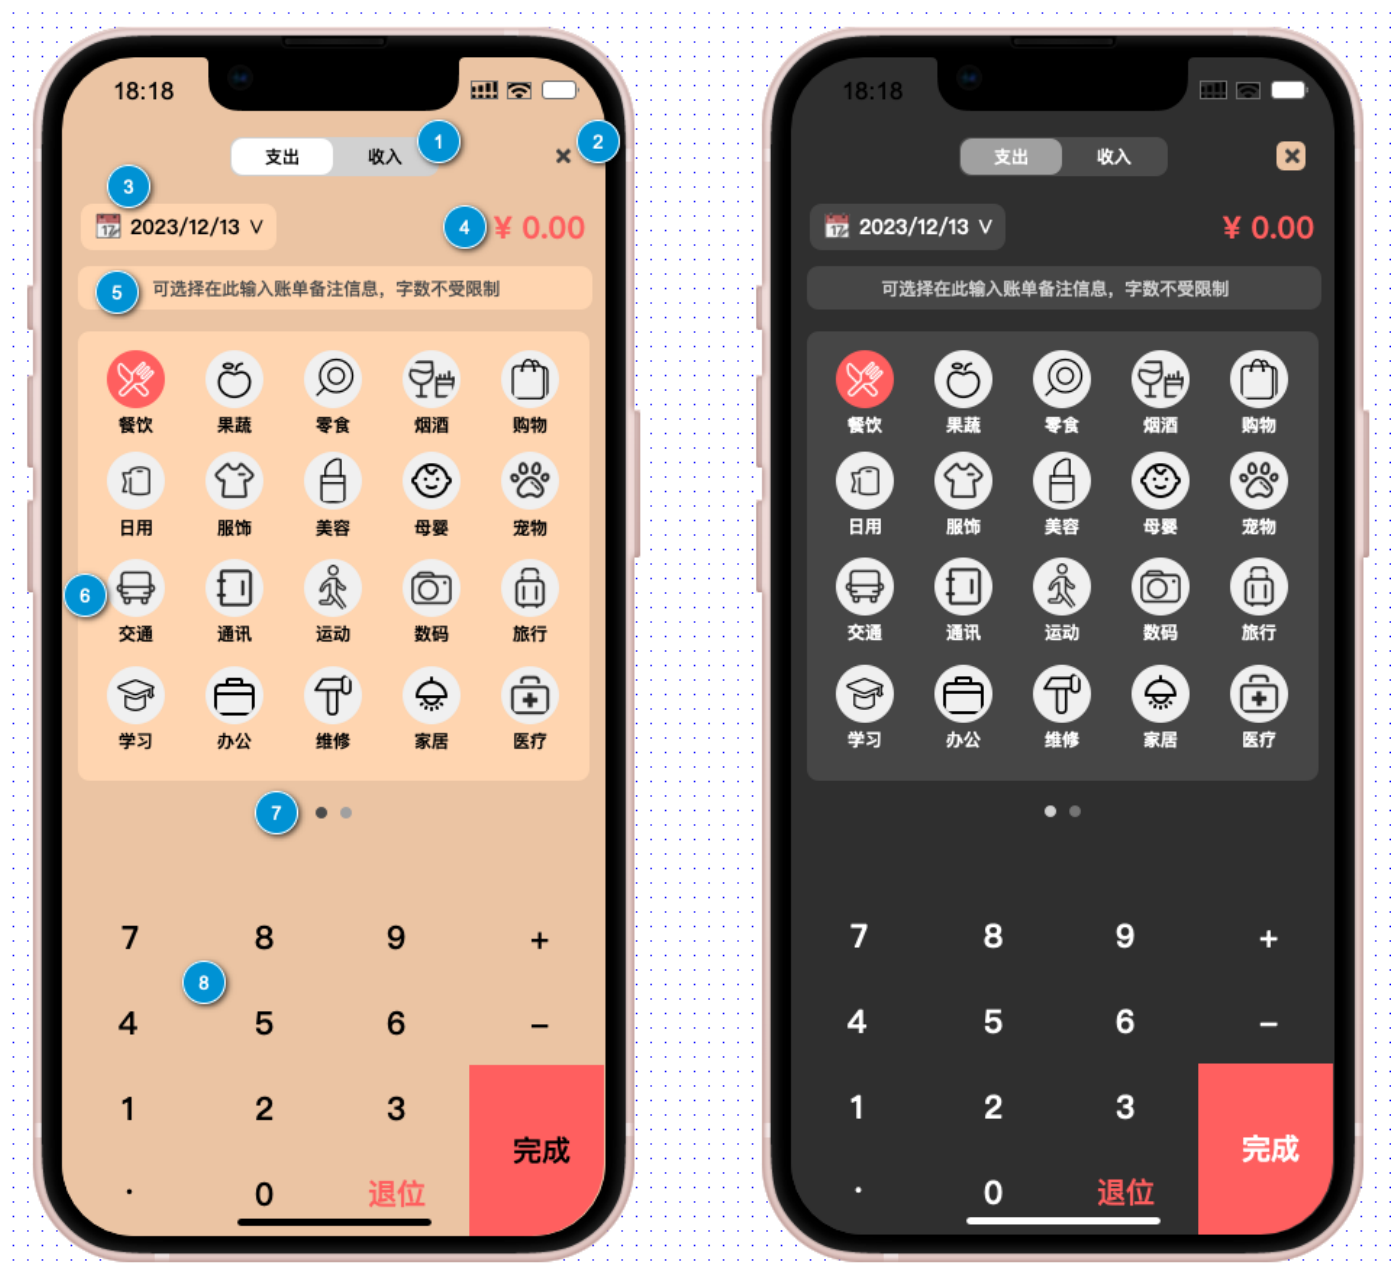 18:18
支出 收入 1 2
3
2023/12/13 ∨ 4 ¥ 0.00
5 可选择在此输入账单备注信息，字数不受限制
餐饮 果蔬 零食 烟酒 购物
日用 服饰 美容 母婴 宠物
6
交通 通讯 运动 数码 旅行
学习 办公 维修 家居 医疗
7
7 8 9 +
8
4 5 6 −
1 2 3
完成
· 0 退位
18:18
支出 收入
2023/12/13 ∨ ¥ 0.00
可选择在此输入账单备注信息，字数不受限制
餐饮 果蔬 零食 烟酒 购物
日用 服饰 美容 母婴 宠物
交通 通讯 运动 数码 旅行
学习 办公 维修 家居 医疗
7 8 9 +
4 5 6 −
1 2 3
完成
· 0 退位